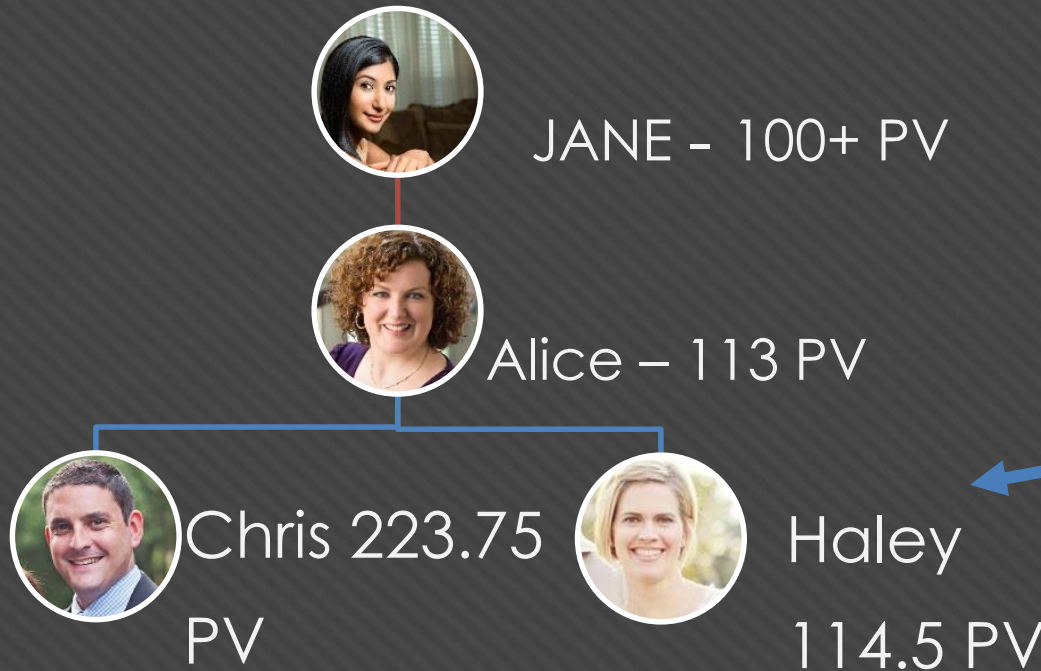 JANE – 100+ PV
Alice – 113 PV
Chris 223.75
PV
Haley
114.5 PV